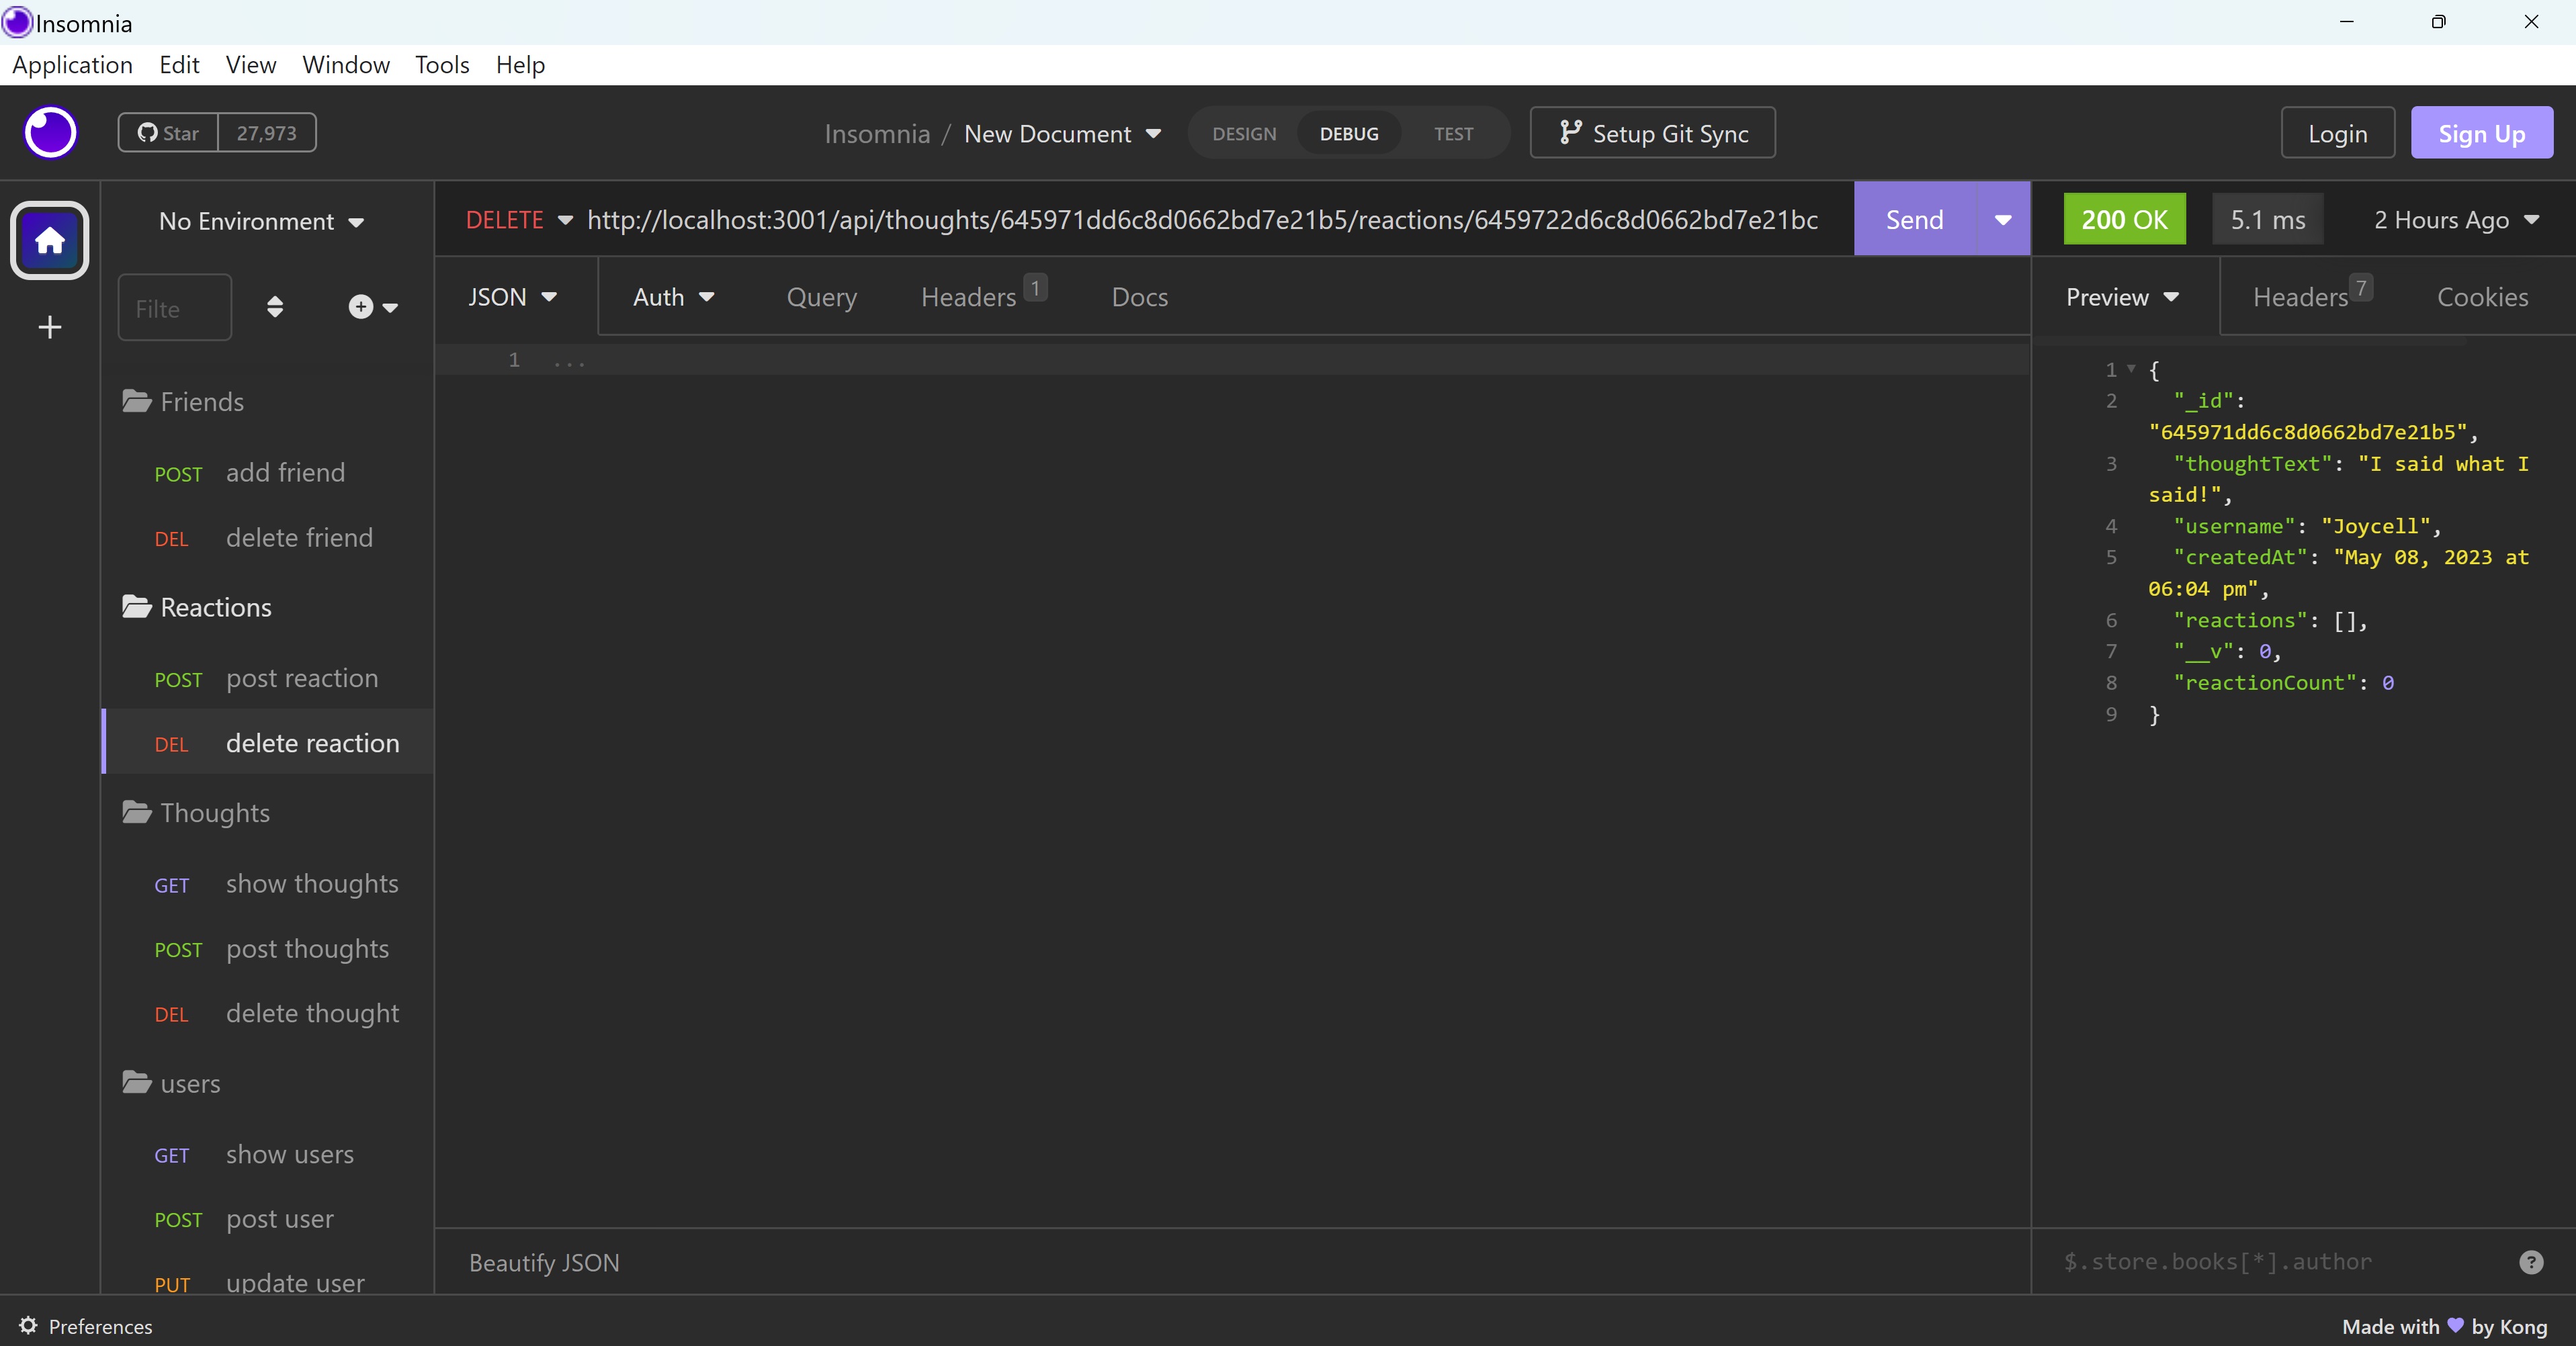 Insomnia
Application Edit View Window Tools Help
Star 27,973
Insomnia / New Document
DESIGN DEBUG TEST
Setup Git Sync
Login
Sign Up
No Environment
Filte
Friends
POST add friend
DEL delete friend
Reactions
POST post reaction
DEL delete reaction
Thoughts
GET show thoughts
POST post thoughts
DEL delete thought
users
GET show users
POST post user
PUT update user
DELETE http://localhost:3001/api/thoughts/645971dd6c8d0662bd7e21b5/reactions/6459722d6c8d0662bd7e21bc
Send
JSON Auth Query Headers 1 Docs
1 ...
Beautify JSON
200 OK 5.1 ms 2 Hours Ago
Preview Headers 7 Cookies
1 {
2 "_id":
"645971dd6c8d0662bd7e21b5",
3 "thoughtText": "I said what I
said!",
4 "username": "Joycell",
5 "createdAt": "May 08, 2023 at
06:04 pm",
6 "reactions": [],
7 "__v": 0,
8 "reactionCount": 0
9 }
$.store.books[*].author
?
Preferences
Made with 💜 by Kong